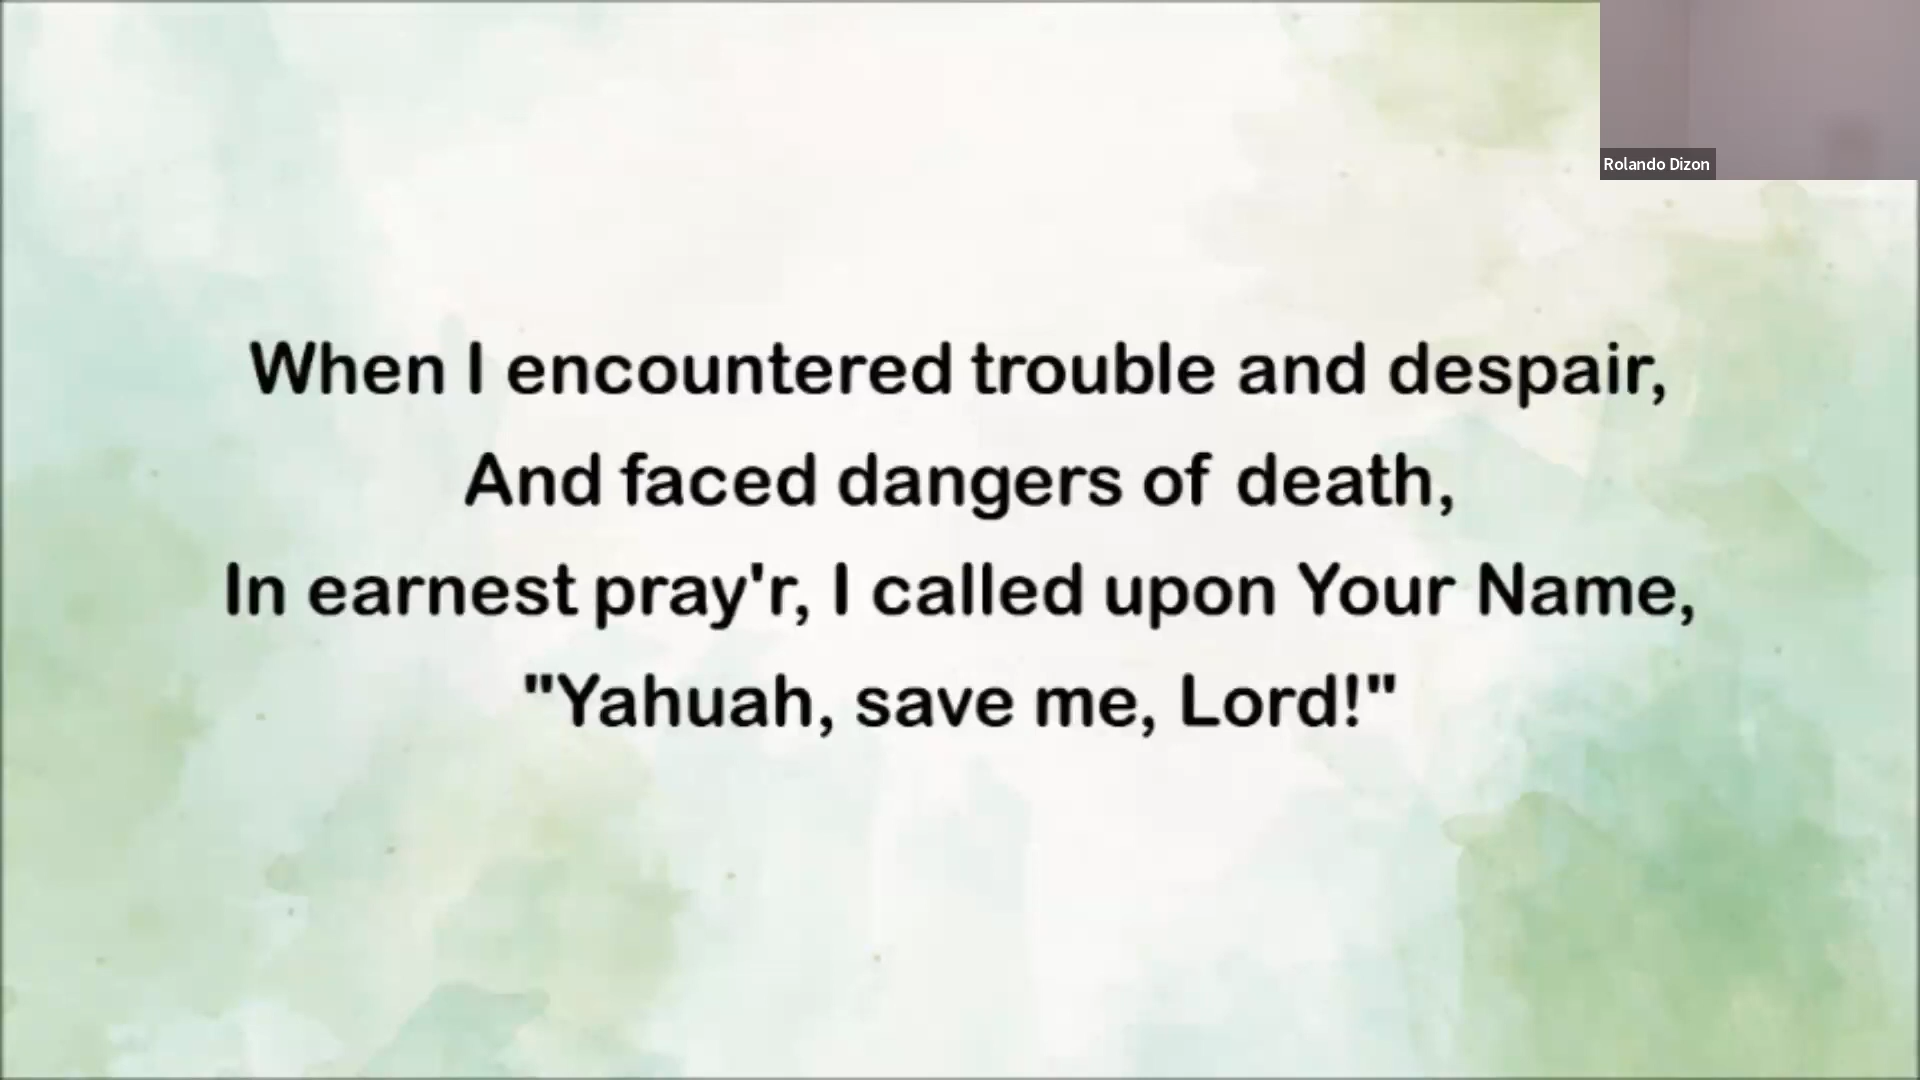 Rolando Dizon
When I encountered trouble and despair,
And faced dangers of death,
In earnest pray'r, I called upon Your Name,
"Yahuah, save me, Lord!"